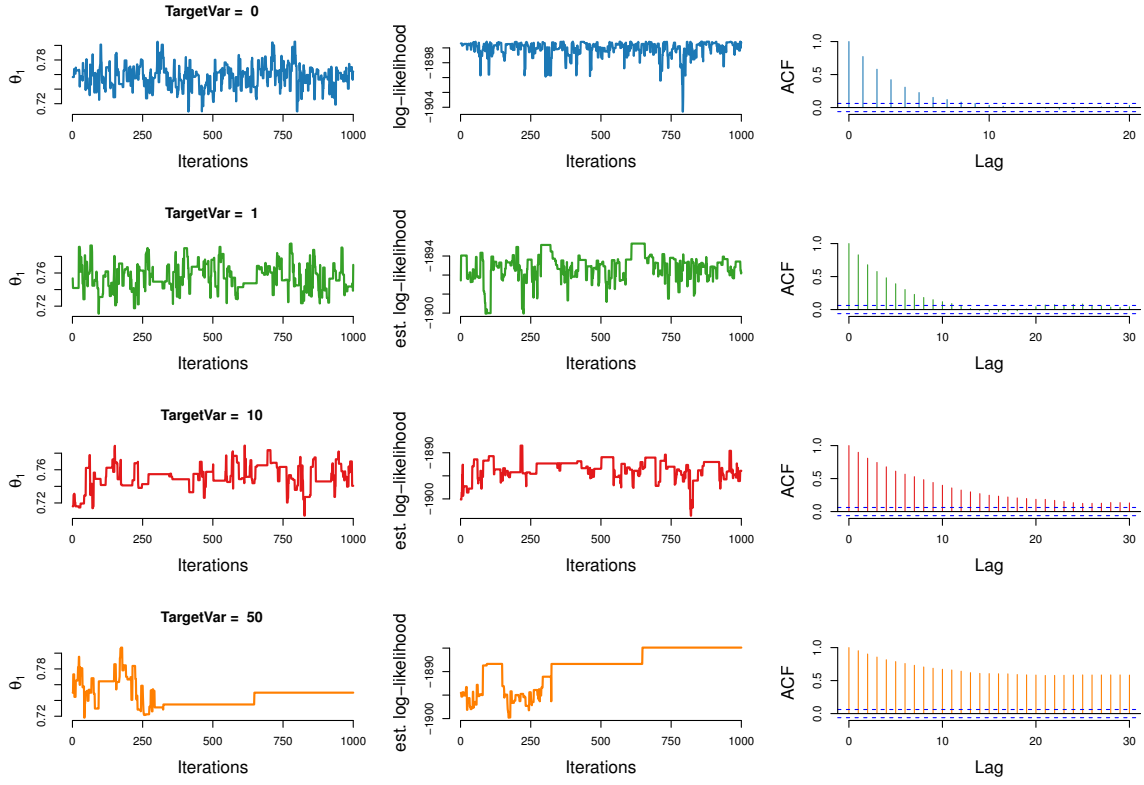 TargetVar = 0
θ1
0.72 0.78
0 250 500 750 1000
Iterations
log−likelihood
−1904 −1898
0 250 500 750 1000
Iterations
ACF
0.0 0.5 1.0
0 10 20
Lag
TargetVar = 1
θ1
0.72 0.76
0 250 500 750 1000
Iterations
est. log−likelihood
−1900 −1894
0 250 500 750 1000
Iterations
ACF
0.0 0.5 1.0
0 10 20 30
Lag
TargetVar = 10
θ1
0.72 0.76
0 250 500 750 1000
Iterations
est. log−likelihood
−1900 −1890
0 250 500 750 1000
Iterations
ACF
0.0 0.5 1.0
0 10 20 30
Lag
TargetVar = 50
θ1
0.72 0.78
0 250 500 750 1000
Iterations
est. log−likelihood
−1900 −1890
0 250 500 750 1000
Iterations
ACF
0.0 0.5 1.0
0 10 20 30
Lag